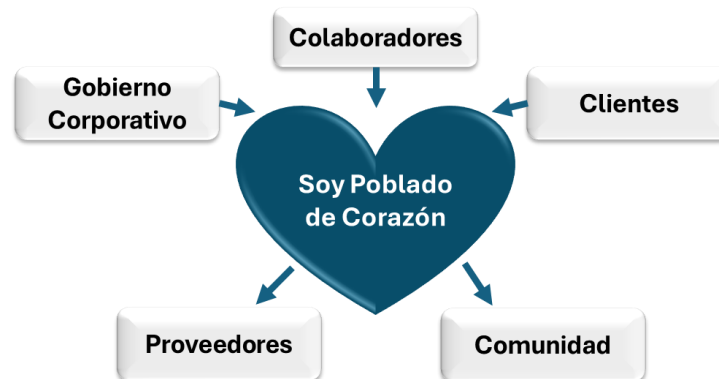 Colaboradores
Gobierno
Corporativo
Clientes
Soy Poblado
de Corazón
Proveedores
Comunidad